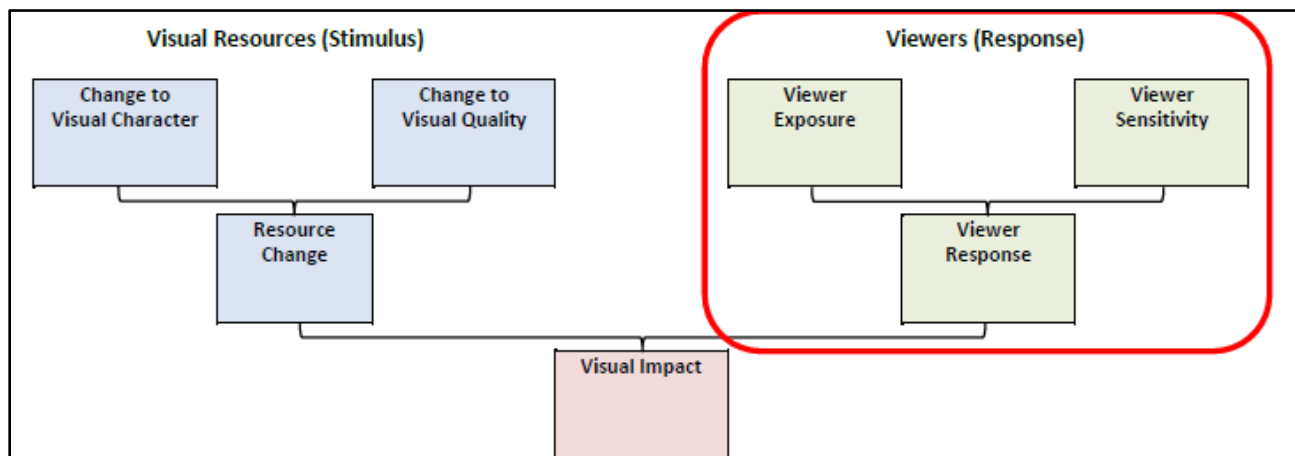 Visual Resources (Stimulus)
Viewers (Response)
Change to
Visual Character
Change to
Visual Quality
Viewer
Exposure
Viewer
Sensitivity
Resource
Change
Viewer
Response
Visual Impact